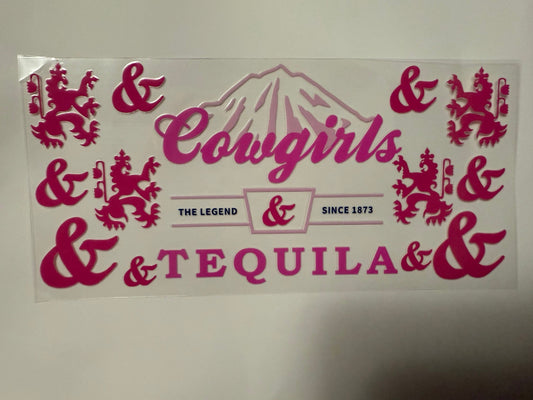 & Cowgirls &
& THE LEGEND & SINCE 1873 &
& & TEQUILA & &